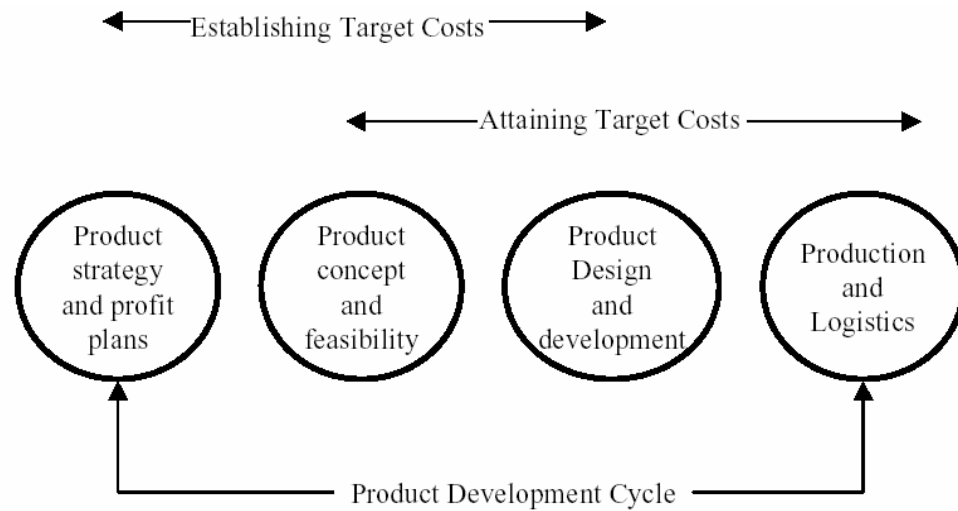 Establishing Target Costs
Attaining Target Costs
Product
strategy
and profit
plans
Product
concept
and
feasibility
Product
Design
and
development
Production
and
Logistics
Product Development Cycle